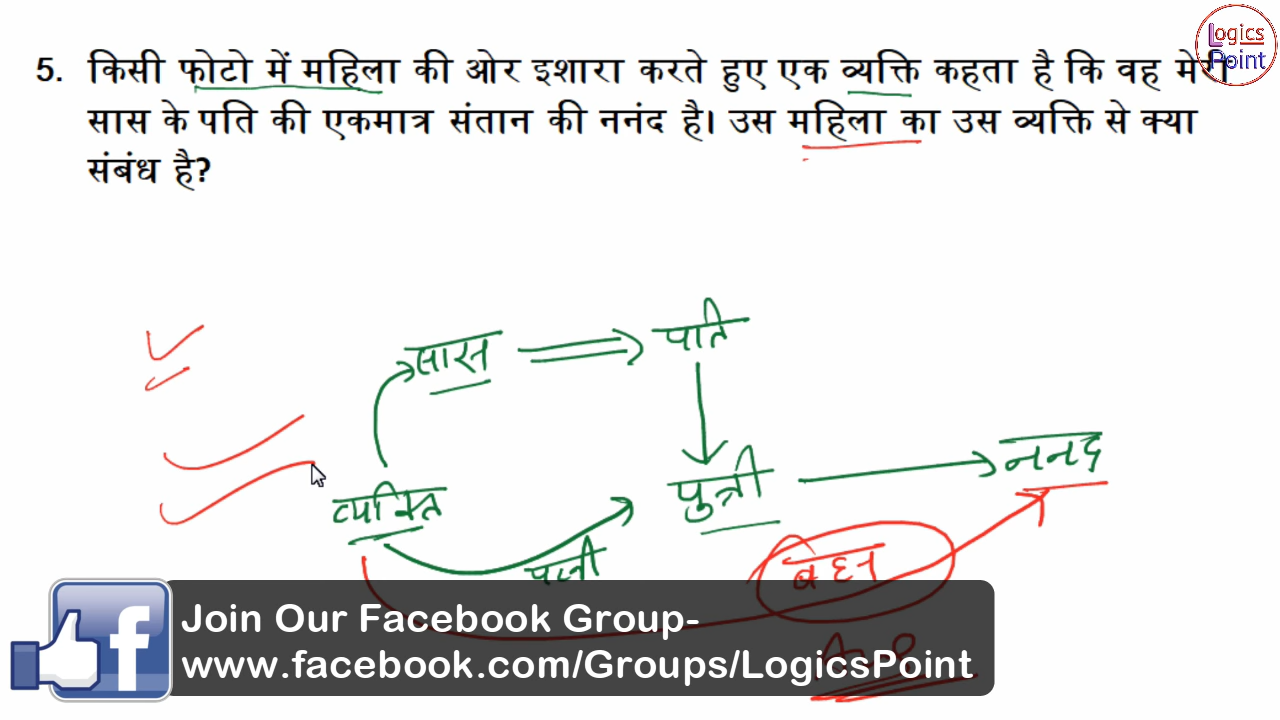 Logics
Point
5. किसी फोटो में महिला की ओर इशारा करते हुए एक व्यक्ति कहता है कि वह मेरी
सास के पति की एकमात्र संतान की ननंद है। उस महिला का उस व्यक्ति से क्या
संबंध है?
सास पति
ननद
व्यक्ति पुत्री
पत्नी बहन
Join Our Facebook Group-
www.facebook.com/Groups/LogicsPoint